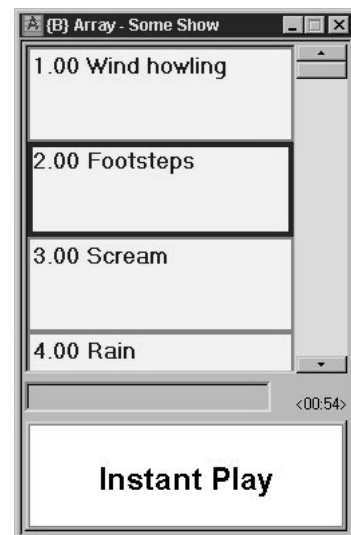 {B} Array - Some Show
1.00 Wind howling
2.00 Footsteps
3.00 Scream
4.00 Rain
<00:54>
Instant Play